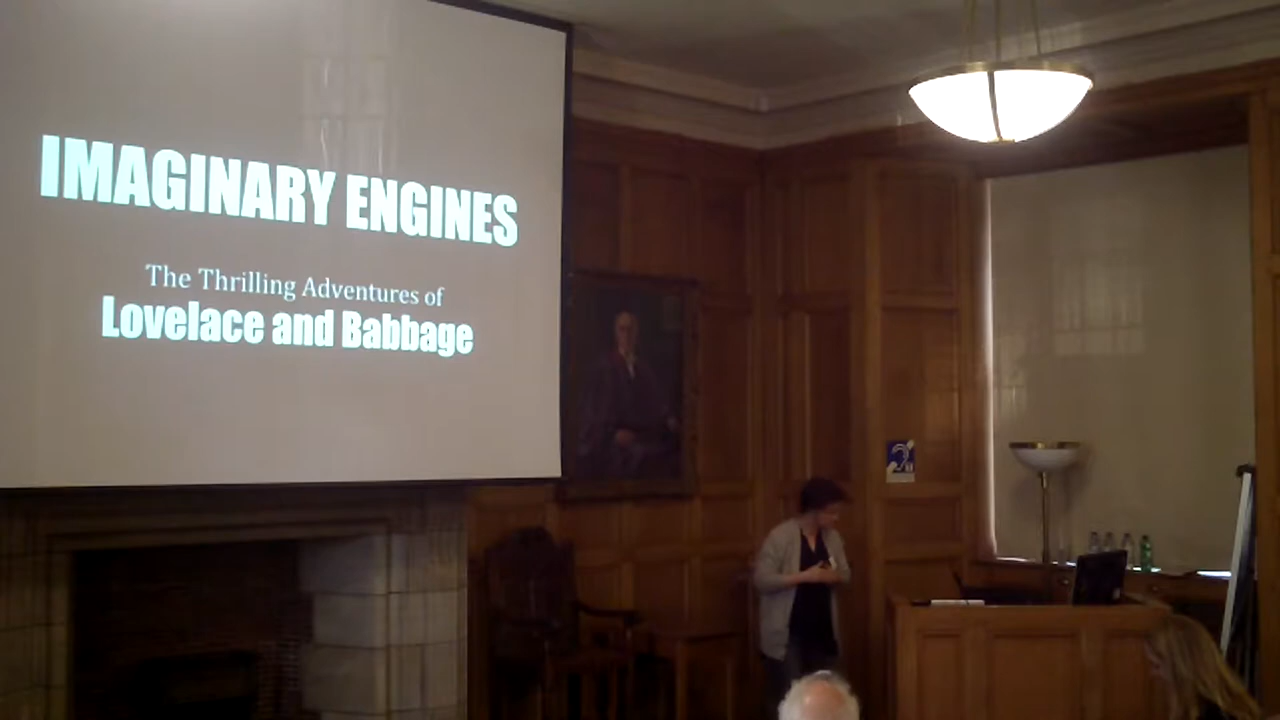 IMAGINARY ENGINES
The Thrilling Adventures of
Lovelace and Babbage